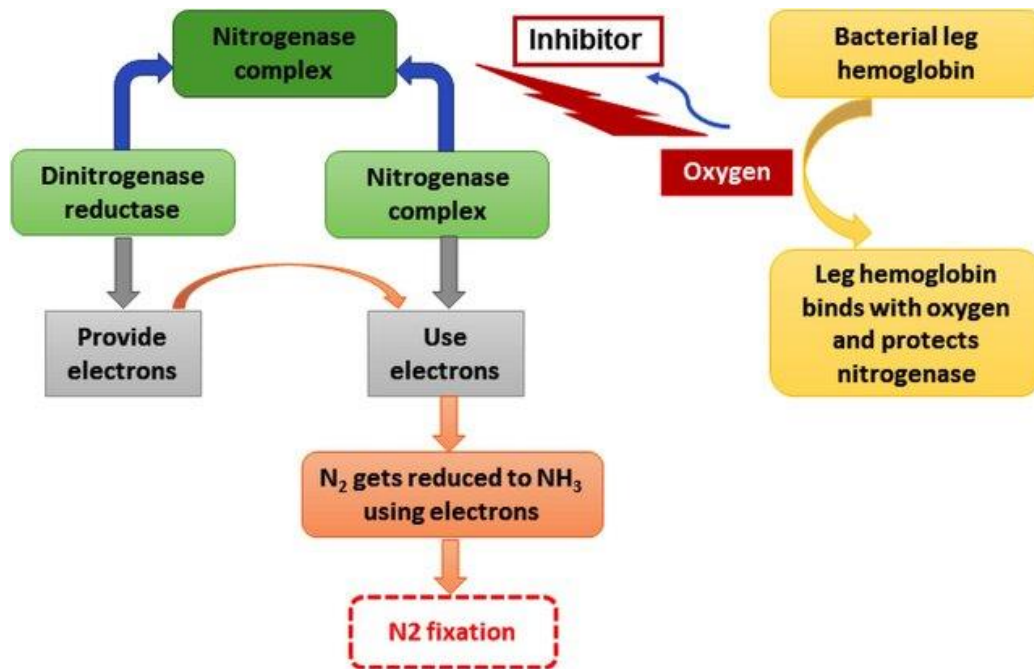 Nitrogenase
complex
Inhibitor
Bacterial leg
hemoglobin
Dinitrogenase
reductase
Nitrogenase
complex
Oxygen
Provide
electrons
Use
electrons
Leg hemoglobin
binds with oxygen
and protects
nitrogenase
N₂ gets reduced to NH₃
using electrons
N2 fixation